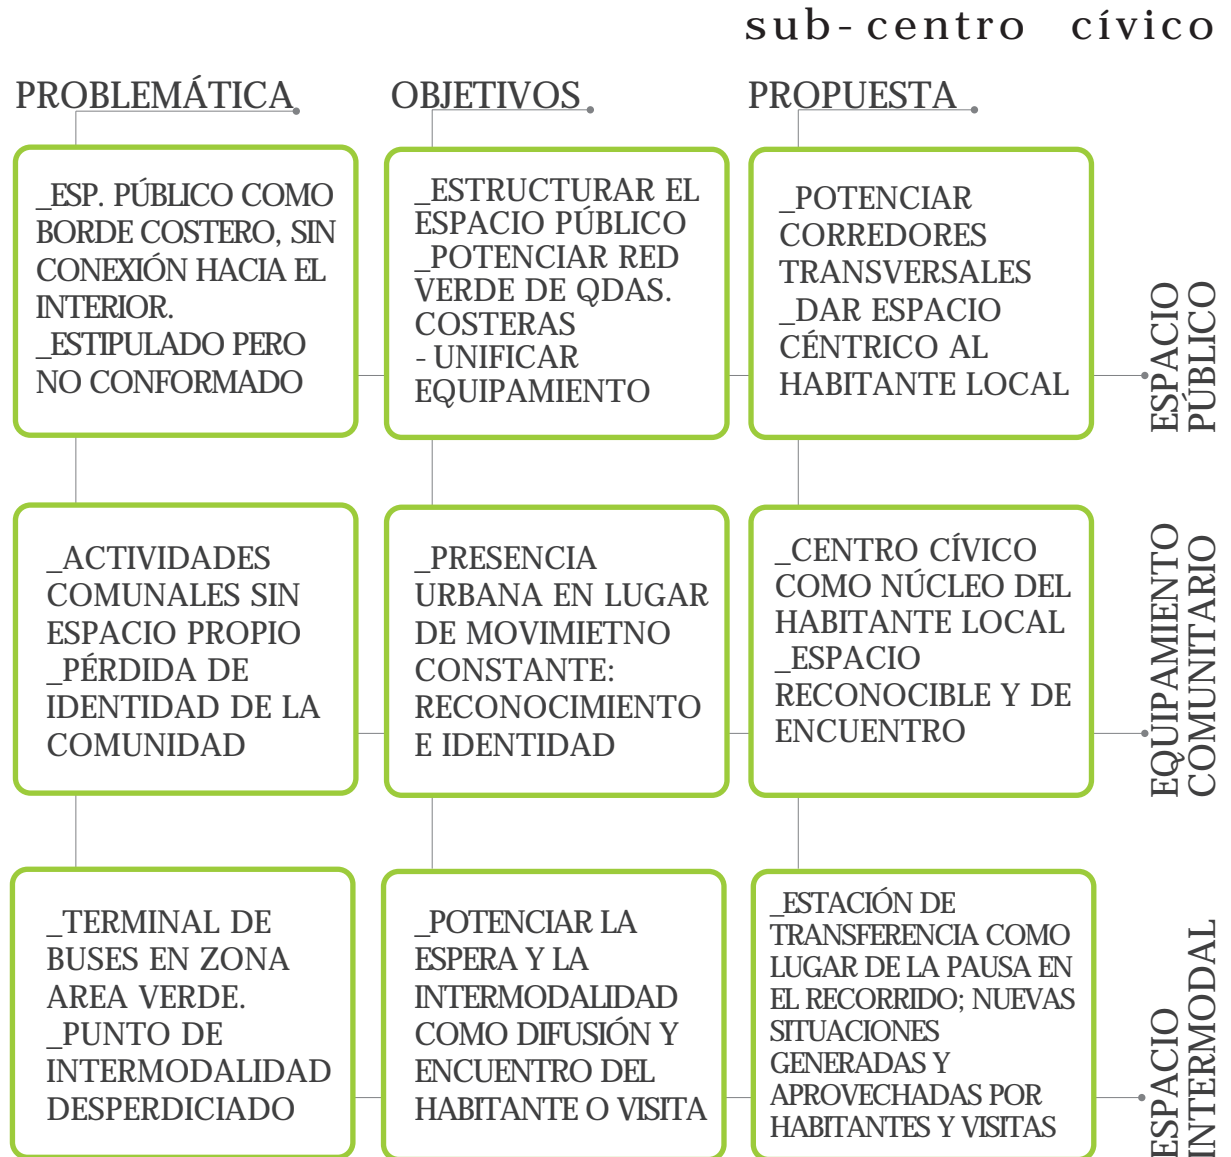 sub-centro cívico
PROBLEMÁTICA
OBJETIVOS
PROPUESTA
_ESP. PÚBLICO COMO
BORDE COSTERO, SIN
CONEXIÓN HACIA EL
INTERIOR.
_ESTIPULADO PERO
NO CONFORMADO
_ESTRUCTURAR EL
ESPACIO PÚBLICO
_POTENCIAR RED
VERDE DE QDAS.
COSTERAS
-UNIFICAR
EQUIPAMIENTO
_POTENCIAR
CORREDORES
TRANSVERSALES
_DAR ESPACIO
CÉNTRICO AL
HABITANTE LOCAL
ESPACIO
PÚBLICO
_ACTIVIDADES
COMUNALES SIN
ESPACIO PROPIO
_PÉRDIDA DE
IDENTIDAD DE LA
COMUNIDAD
_PRESENCIA
URBANA EN LUGAR
DE MOVIMIETNO
CONSTANTE:
RECONOCIMIENTO
E IDENTIDAD
_CENTRO CÍVICO
COMO NÚCLEO DEL
HABITANTE LOCAL
_ESPACIO
RECONOCIBLE Y DE
ENCUENTRO
EQUIPAMIENTO
COMUNITARIO
_TERMINAL DE
BUSES EN ZONA
AREA VERDE.
_PUNTO DE
INTERMODALIDAD
DESPERDICIADO
_POTENCIAR LA
ESPERA Y LA
INTERMODALIDAD
COMO DIFUSIÓN Y
ENCUENTRO DEL
HABITANTE O VISITA
_ESTACIÓN DE
TRANSFERENCIA COMO
LUGAR DE LA PAUSA EN
EL RECORRIDO; NUEVAS
SITUACIONES
GENERADAS Y
APROVECHADAS POR
HABITANTES Y VISITAS
ESPACIO
INTERMODAL